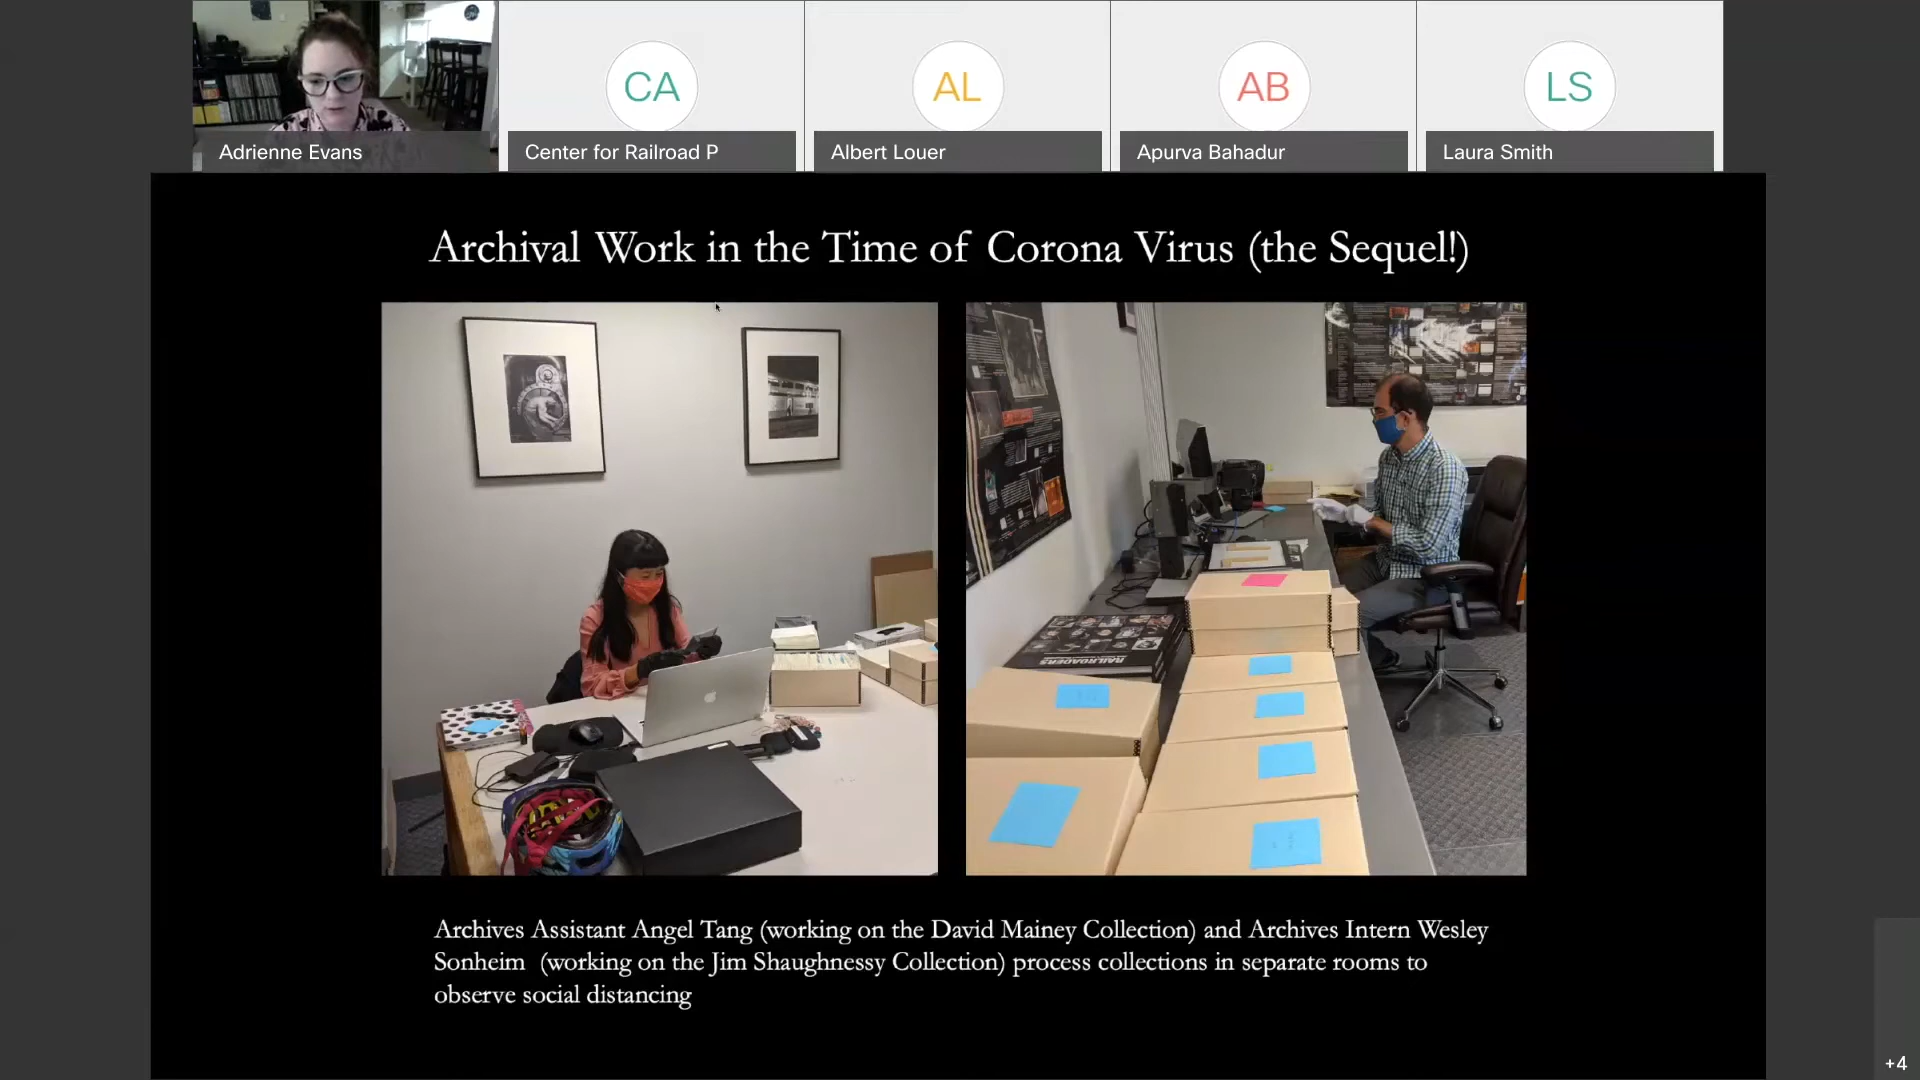 CA
AL
AB
LS
Adrienne Evans
Center for Railroad P
Albert Louer
Apurva Bahadur
Laura Smith
Archival Work in the Time of Corona Virus (the Sequel!)
RAILROADERS
Archives Assistant Angel Tang (working on the David Mainey Collection) and Archives Intern Wesley
Sonheim (working on the Jim Shaughnessy Collection) process collections in separate rooms to
observe social distancing
+4